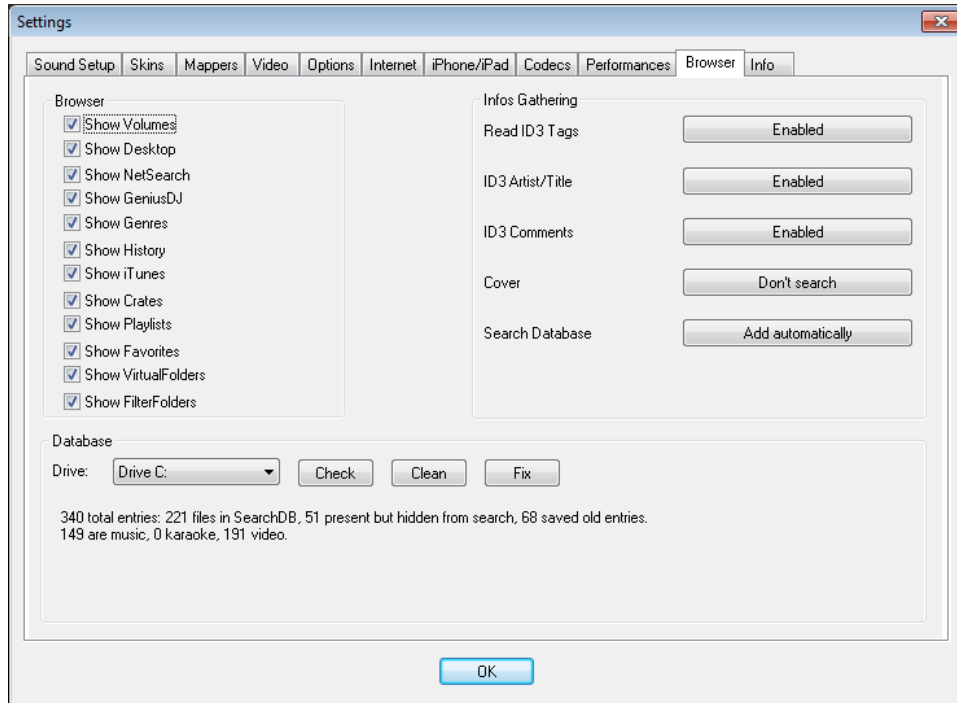 Settings
Sound Setup Skins Mappers Video Options Internet iPhone/iPad Codecs Performances Browser Info
Browser
Show Volumes
Show Desktop
Show NetSearch
Show GeniusDJ
Show Genres
Show History
Show iTunes
Show Crates
Show Playlists
Show Favorites
Show VirtualFolders
Show FilterFolders
Infos Gathering
Read ID3 Tags Enabled
ID3 Artist/Title Enabled
ID3 Comments Enabled
Cover Don't search
Search Database Add automatically
Database
Drive: Drive C: Check Clean Fix
340 total entries: 221 files in SearchDB, 51 present but hidden from search, 68 saved old entries.
149 are music, 0 karaoke, 191 video.
OK